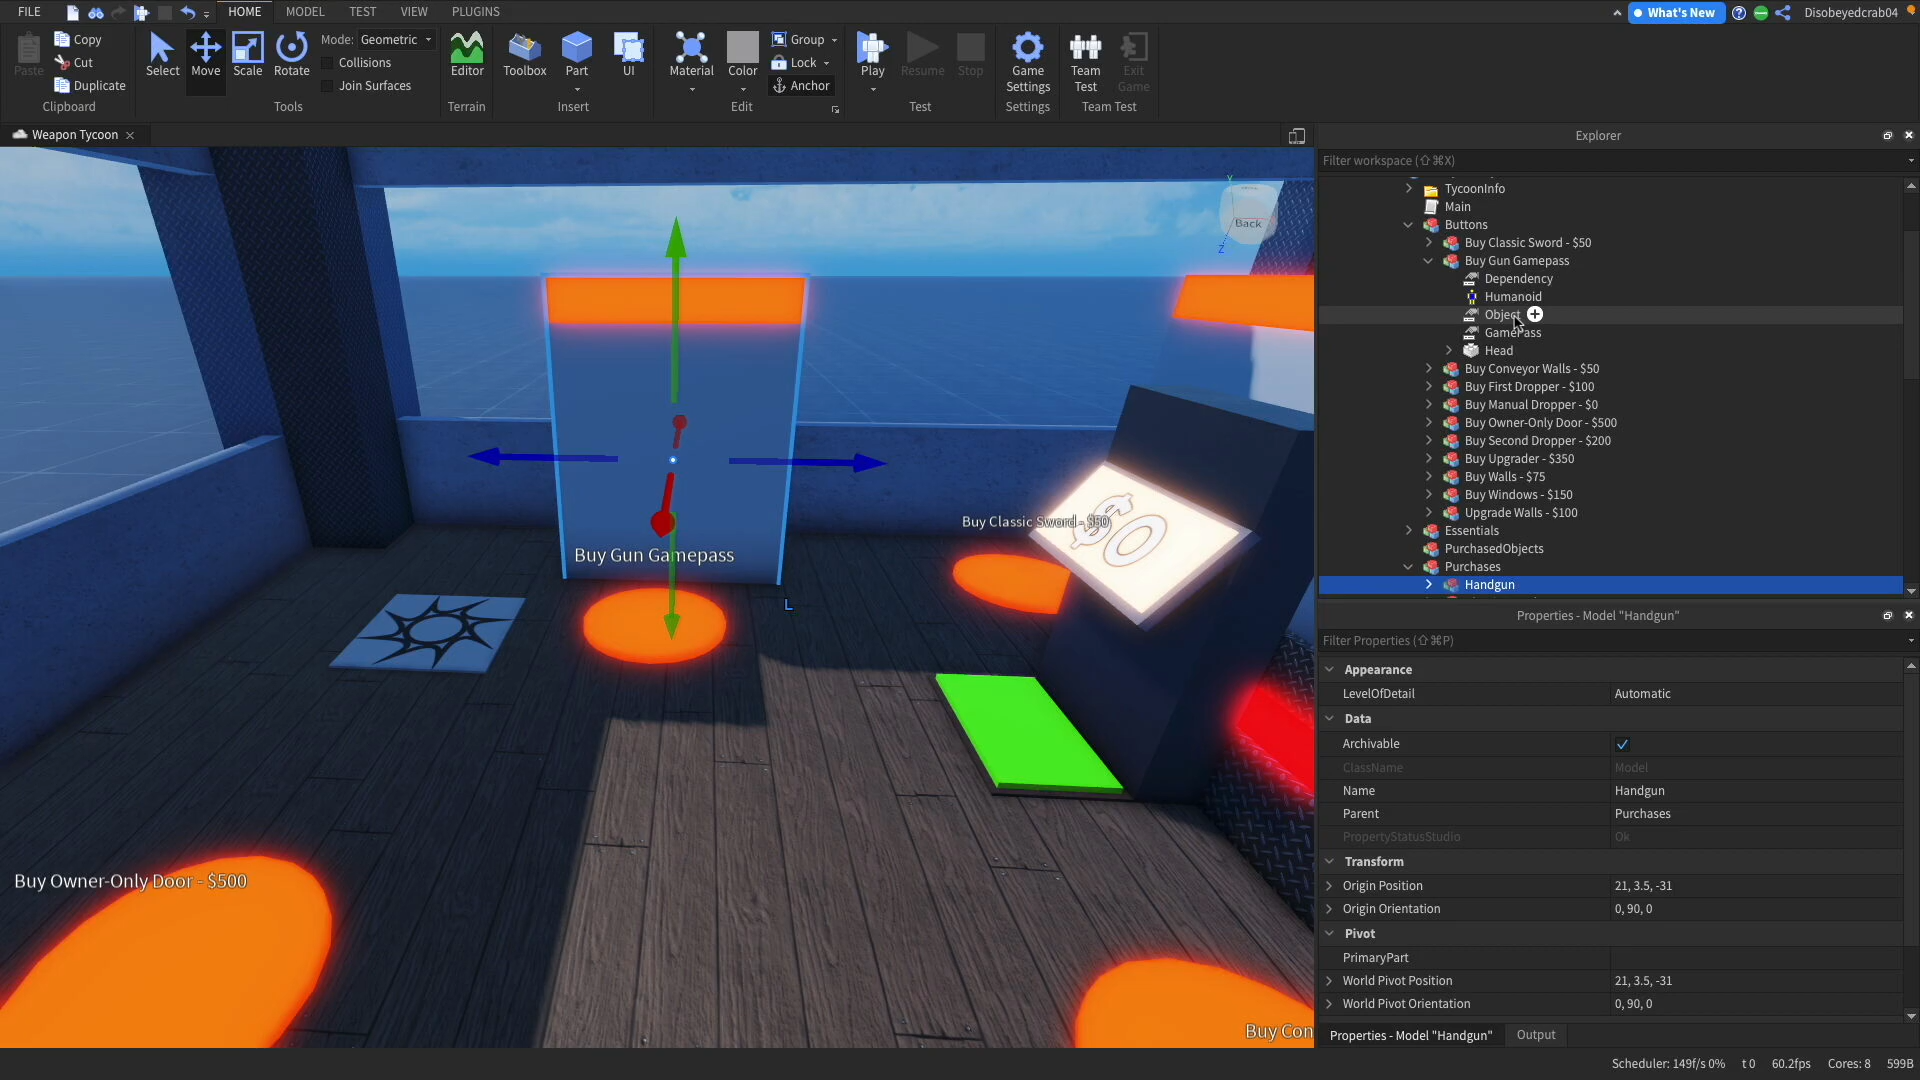 FILE
HOME
MODEL
TEST
VIEW
PLUGINS
What's New
Disobeyedcrab04
Paste
Copy
Cut
Duplicate
Clipboard
Select
Move
Scale
Rotate
Mode: Geometric
Collisions
Join Surfaces
Tools
Editor
Terrain
Toolbox
Part
UI
Insert
Material
Color
Group
Lock
Anchor
Edit
Play
Resume
Stop
Test
Game
Settings
Settings
Team
Test
Exit
Game
Team Test
Weapon Tycoon
Y
Back
Z
Buy Classic Sword - $50
$0
Buy Gun Gamepass
L
Buy Owner-Only Door - $500
Buy Con
Explorer
Filter workspace (⇧⌘X)
TycoonInfo
Main
Buttons
Buy Classic Sword - $50
Buy Gun Gamepass
Dependency
Humanoid
Object
GamePass
Head
Buy Conveyor Walls - $50
Buy First Dropper - $100
Buy Manual Dropper - $0
Buy Owner-Only Door - $500
Buy Second Dropper - $200
Buy Upgrader - $350
Buy Walls - $75
Buy Windows - $150
Upgrade Walls - $100
Essentials
PurchasedObjects
Purchases
Handgun
Properties - Model "Handgun"
Filter Properties (⇧⌘P)
Appearance
LevelOfDetail Automatic
Data
Archivable
ClassName Model
Name Handgun
Parent Purchases
PropertyStatusStudio Ok
Transform
Origin Position 21, 3.5, -31
Origin Orientation 0, 90, 0
Pivot
PrimaryPart
World Pivot Position 21, 3.5, -31
World Pivot Orientation 0, 90, 0
Properties - Model "Handgun"
Output
Scheduler: 149f/s 0% t 0 60.2fps Cores: 8 599B